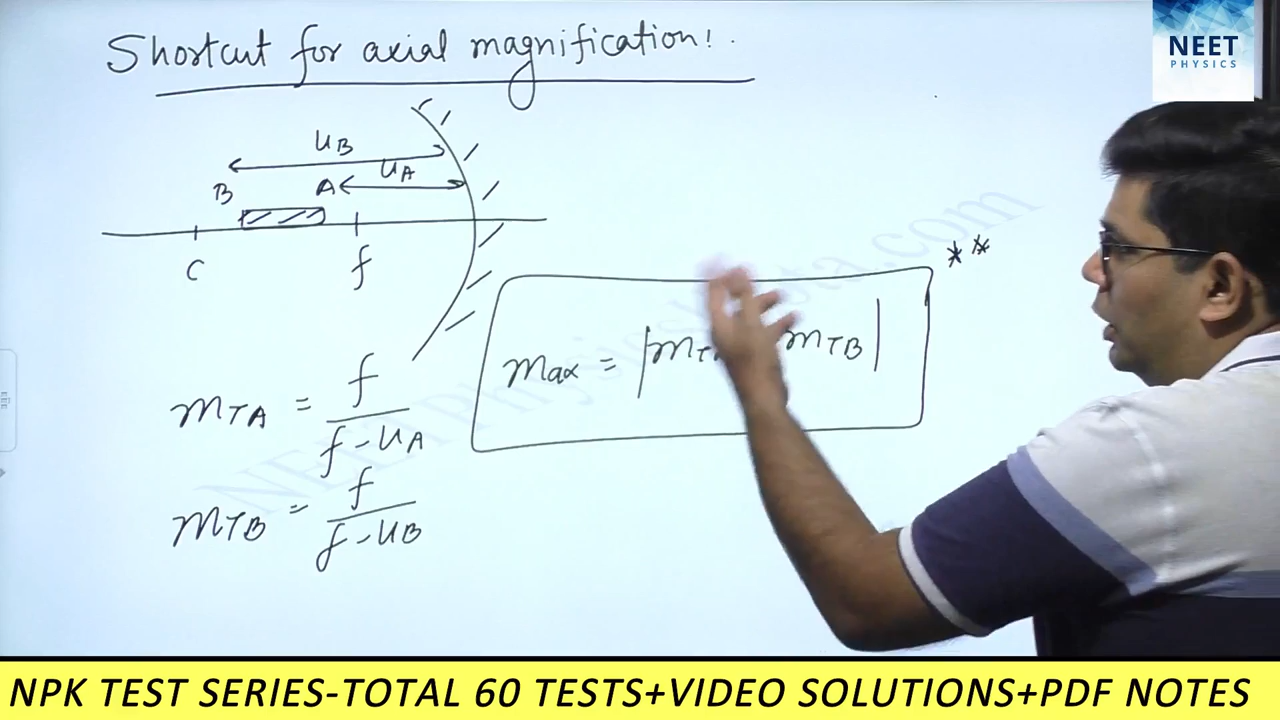 Shortcut for axial magnification!
NEET
PHYSICS
uB
uA
B
A
C
f
**
max = |mT mTB|
mTA = f
f-uA
mTB = f
f-uB
NPK TEST SERIES-TOTAL 60 TESTS+VIDEO SOLUTIONS+PDF NOTES